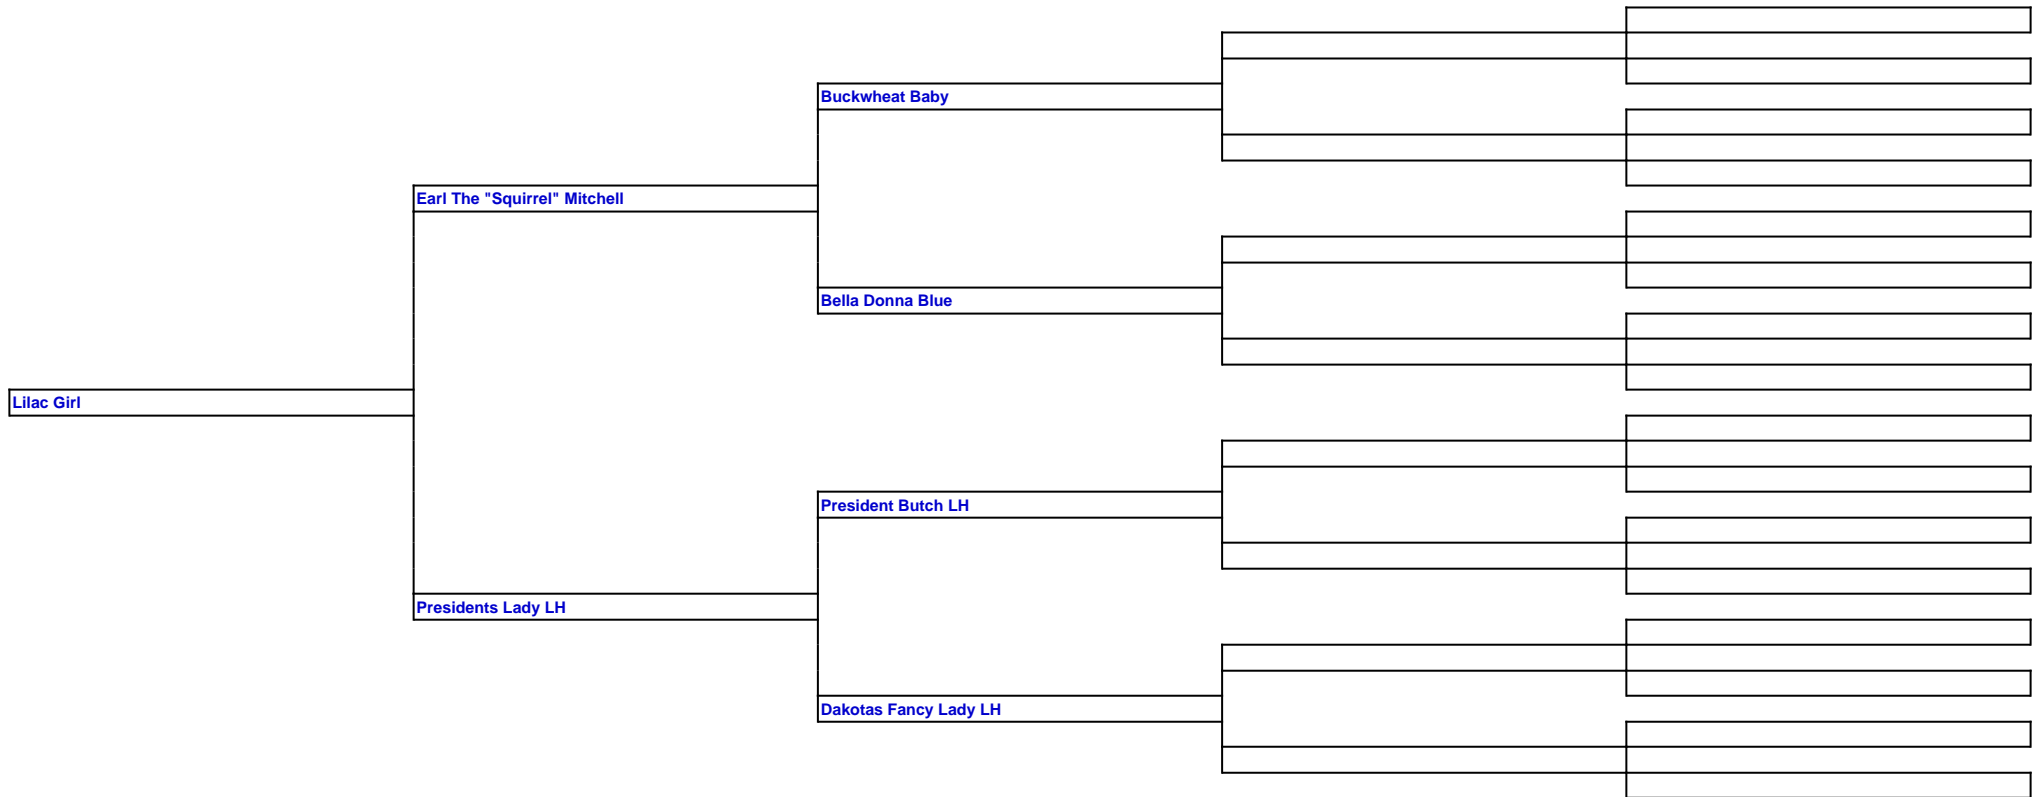 Buckwheat Baby
Earl The "Squirrel" Mitchell
Bella Donna Blue
Lilac Girl
President Butch LH
Presidents Lady LH
Dakotas Fancy Lady LH